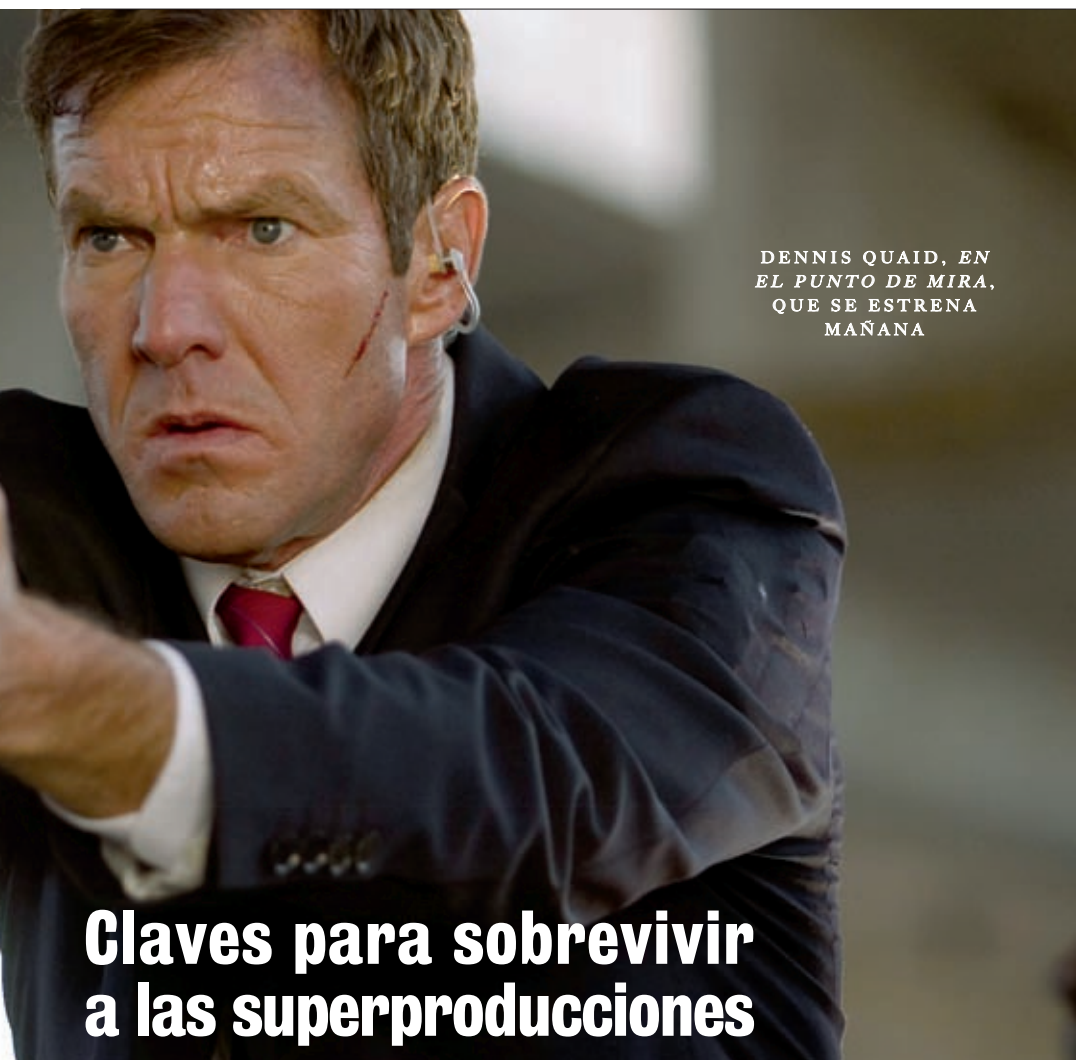 DENNIS QUAID, EN
EL PUNTO DE MIRA,
QUE SE ESTRENA
MAÑANA
Claves para sobrevivir
a las superproducciones